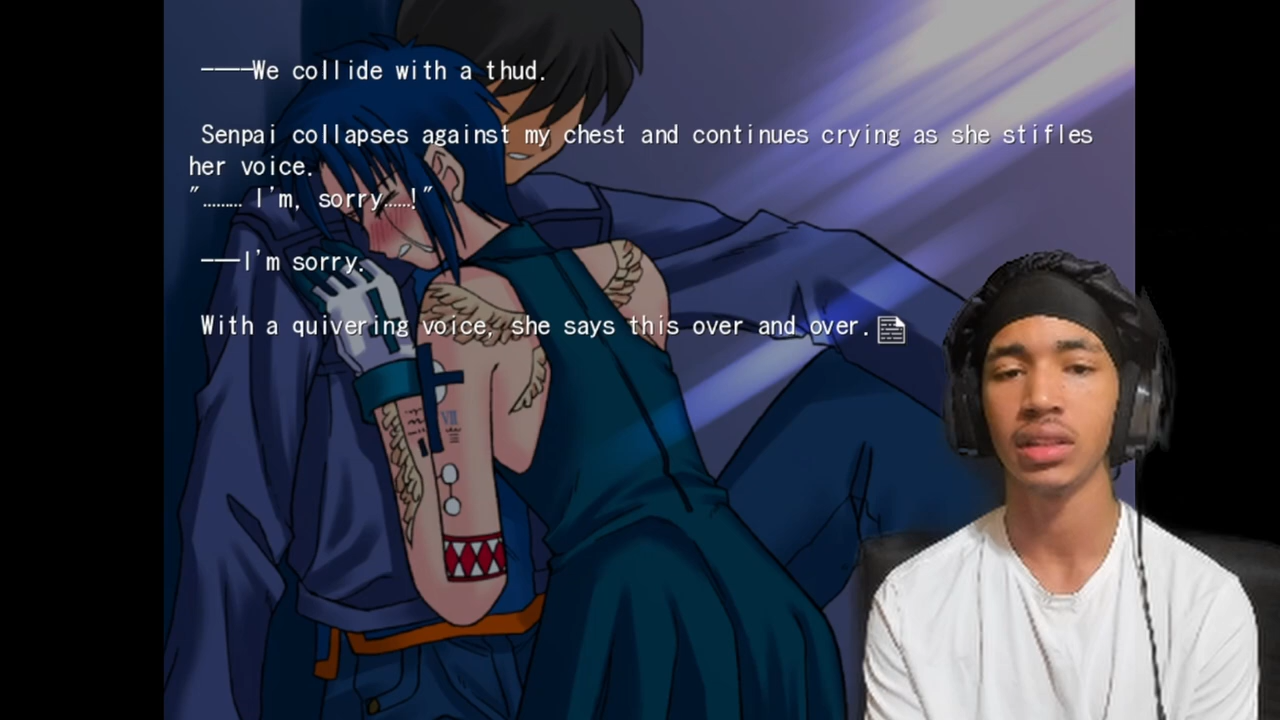 ───We collide with a thud.
Senpai collapses against my chest and continues crying as she stifles
her voice.
"……… I'm, sorry……!"
───I'm sorry.
With a quivering voice, she says this over and over.
VII